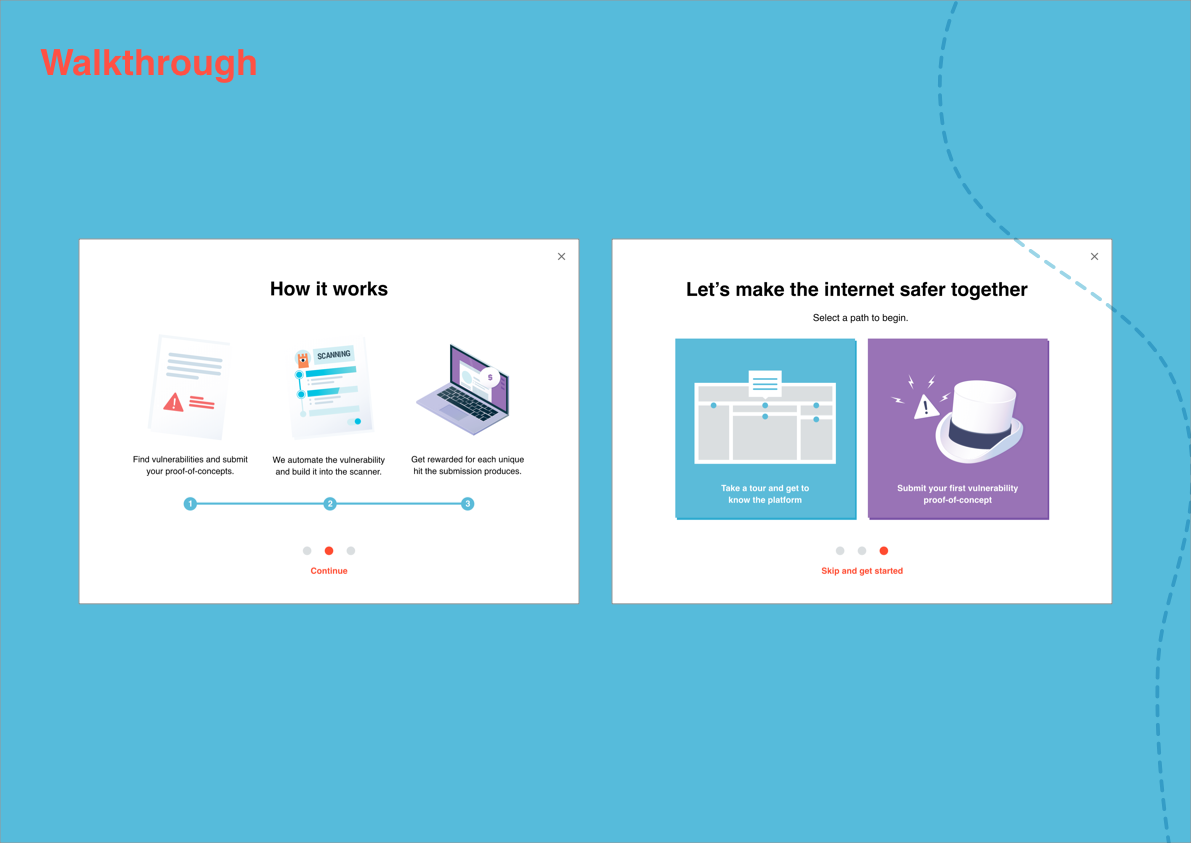 Walkthrough
How it works
SCANNING
$
Find vulnerabilities and submit
your proof-of-concepts.
We automate the vulnerability
and build it into the scanner.
Get rewarded for each unique
hit the submission produces.
1
2
3
Continue
Let’s make the internet safer together
Select a path to begin.
Take a tour and get to
know the platform
Submit your first vulnerability
proof-of-concept
Skip and get started